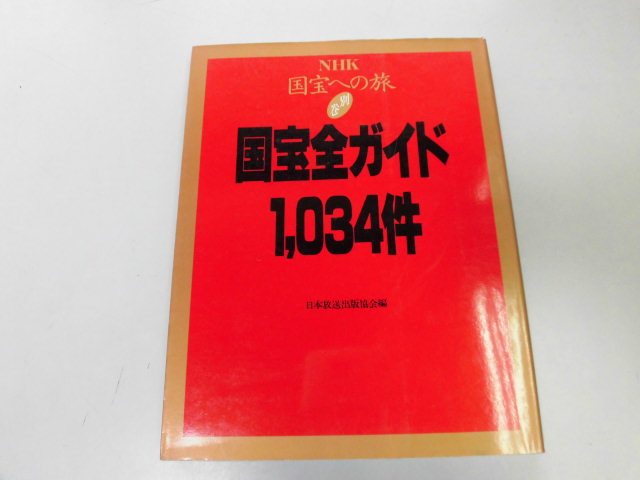 NHK
国宝への旅
別巻
国宝全ガイド
1,034件
日本放送出版協会編